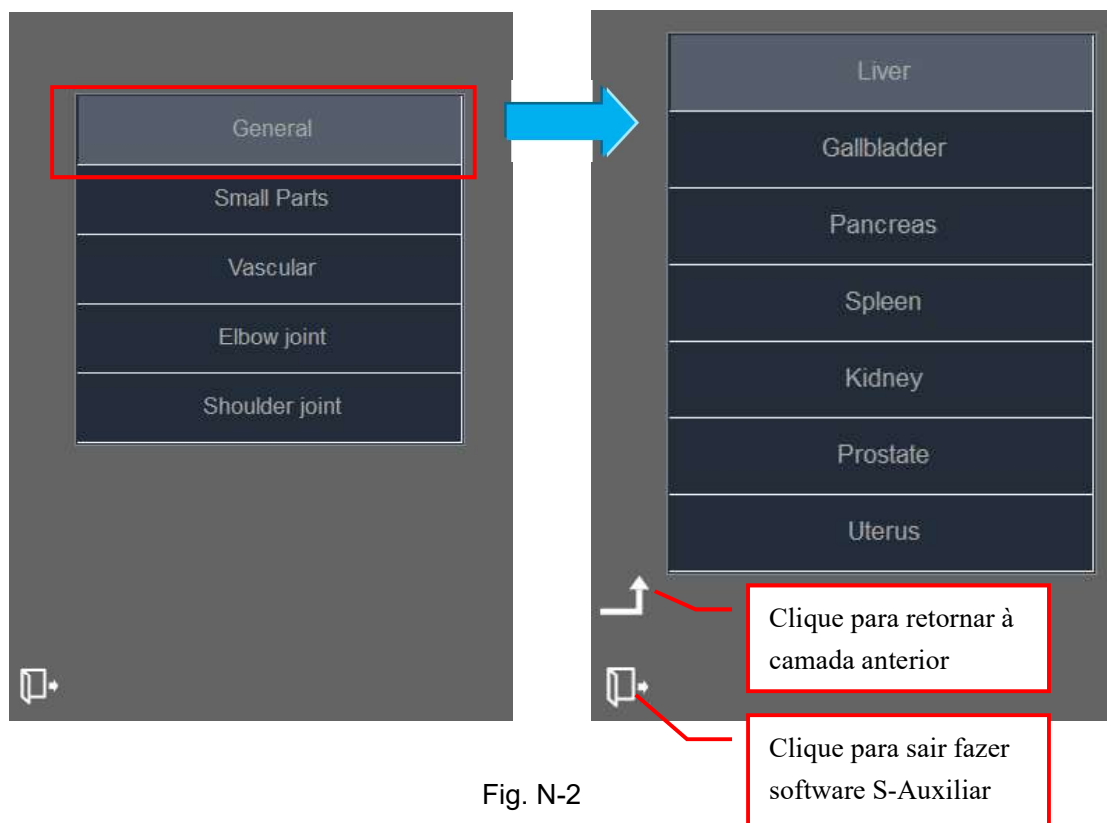 General
Small Parts
Vascular
Elbow joint
Shoulder joint
Liver
Gallbladder
Pancreas
Spleen
Kidney
Prostate
Uterus
Clique para retornar à
camada anterior
Clique para sair fazer
software S-Auxiliar
Fig. N-2